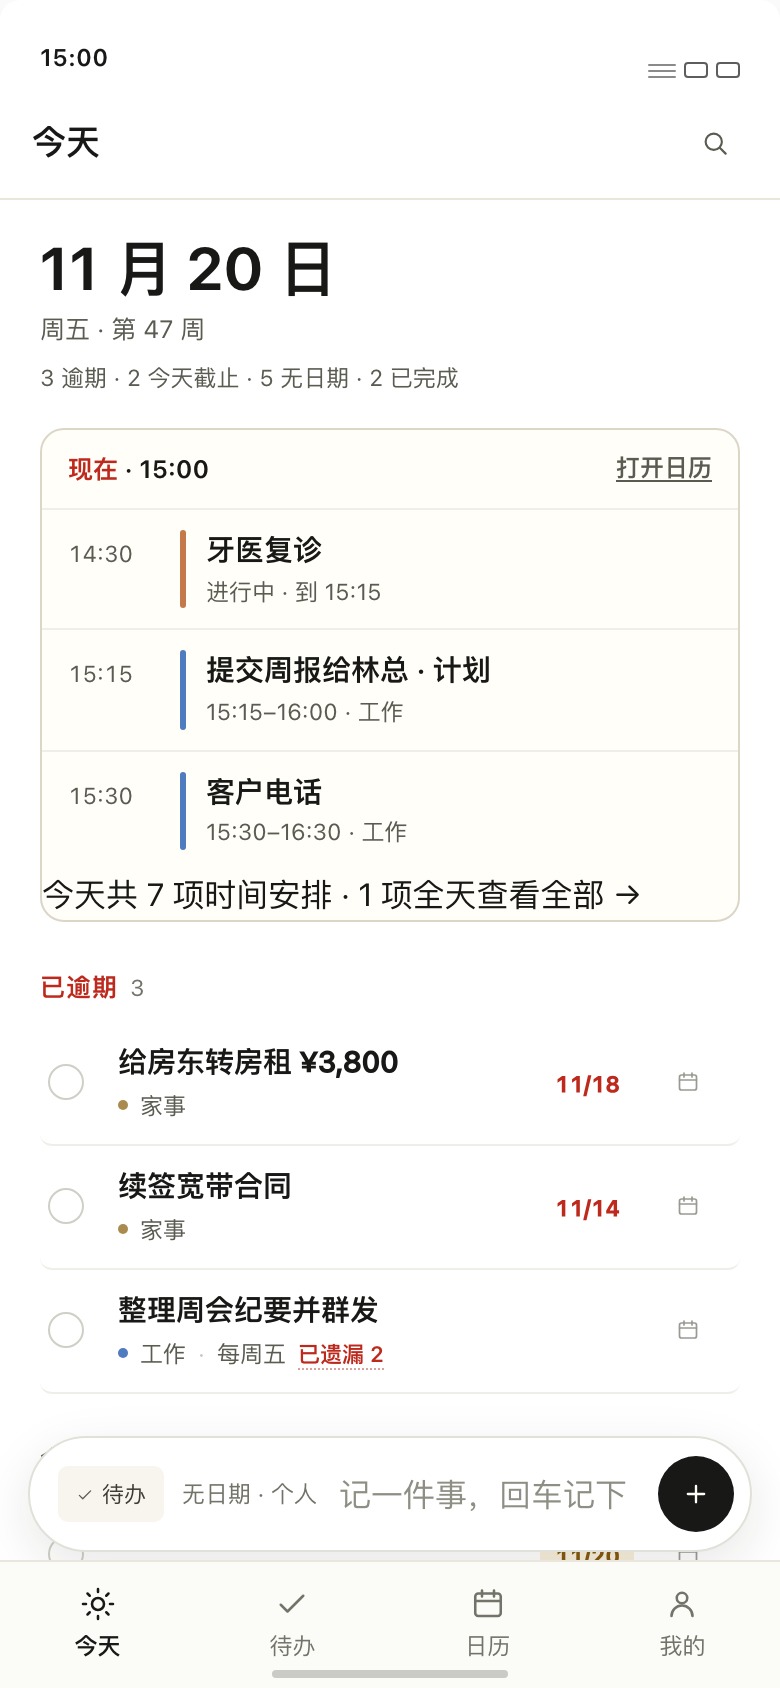 15:00
今天
11 月 20 日
周五 · 第 47 周
3 逾期 · 2 今天截止 · 5 无日期 · 2 已完成
现在 · 15:00 打开日历
14:30 牙医复诊
进行中 · 到 15:15
15:15 提交周报给林总 · 计划
15:15–16:00 · 工作
15:30 客户电话
15:30–16:30 · 工作
今天共 7 项时间安排 · 1 项全天查看全部 →
已逾期 3
给房东转房租 ¥3,800
家事
11/18
续签宽带合同
家事
11/14
整理周会纪要并群发
工作 · 每周五 已遗漏 2
待办 无日期 · 个人 记一件事，回车记下
11/20
今天 待办 日历 我的